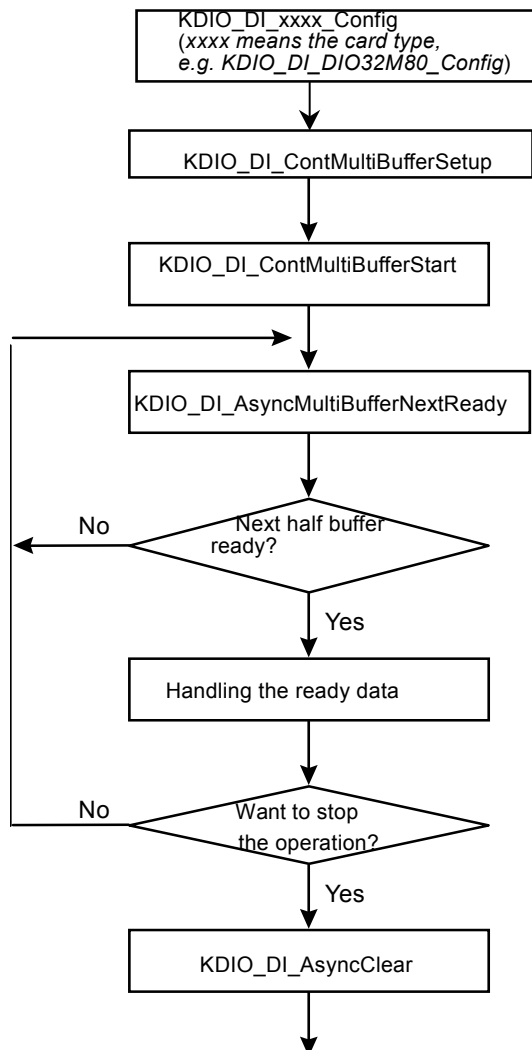 KDIO_DI_xxxx_Config
(xxxx means the card type,
e.g. KDIO_DI_DIO32M80_Config)
KDIO_DI_ContMultiBufferSetup
KDIO_DI_ContMultiBufferStart
KDIO_DI_AsyncMultiBufferNextReady
Next half buffer
ready?
No
Yes
Handling the ready data
Want to stop
the operation?
No
Yes
KDIO_DI_AsyncClear